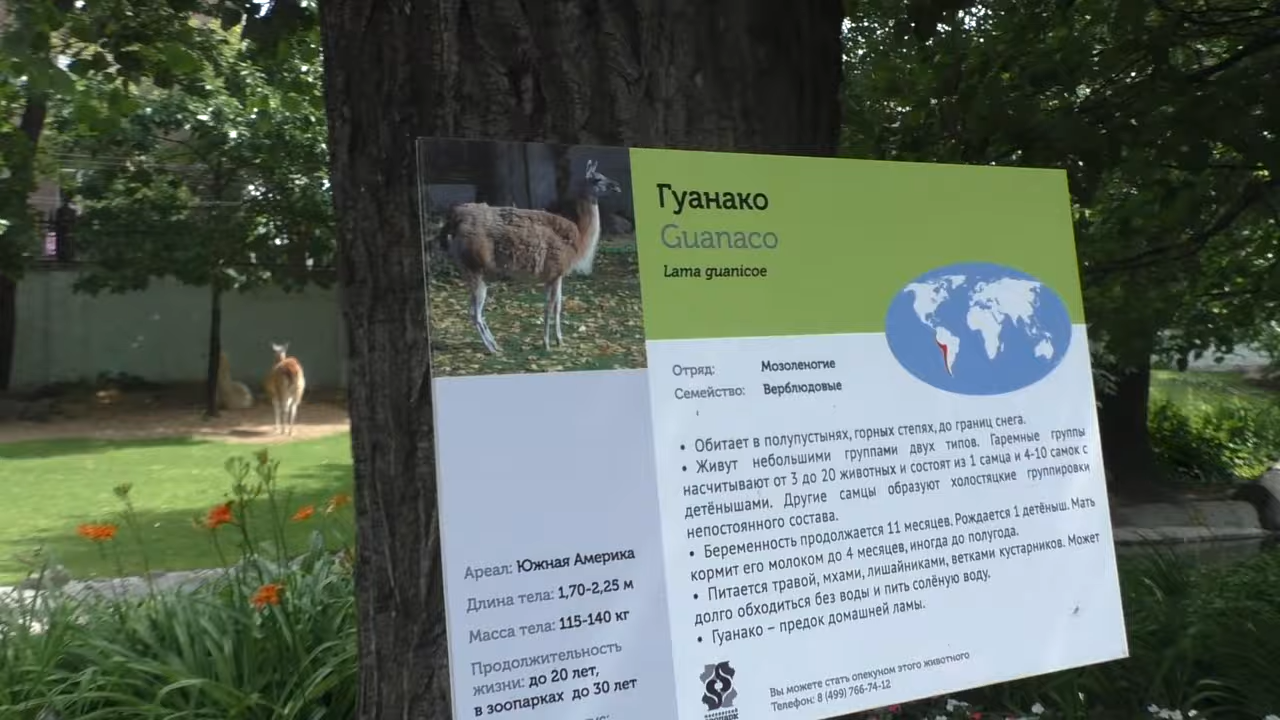 Гуанако
Guanaco
Lama guanicoe
Отряд: Мозоленогие
Семейство: Верблюдовые
• Обитает в полупустынях, горных степях, до границ снега.
• Живут небольшими группами двух типов. Гаремные группы
насчитывают от 3 до 20 животных и состоят из 1 самца и 4-10 самок с
детёнышами. Другие самцы образуют холостяцкие группировки
непостоянного состава.
• Беременность продолжается 11 месяцев. Рождается 1 детёныш. Мать
кормит его молоком до 4 месяцев, иногда до полугода.
• Питается травой, мхами, лишайниками, ветками кустарников. Может
долго обходиться без воды и пить солёную воду.
• Гуанако – предок домашней ламы.
Ареал: Южная Америка
Длина тела: 1,70-2,25 м
Масса тела: 115-140 кг
Продолжительность
жизни: до 20 лет,
в зоопарках до 30 лет
Вы можете стать опекуном этого животного
Телефон: 8 (499) 766-74-12